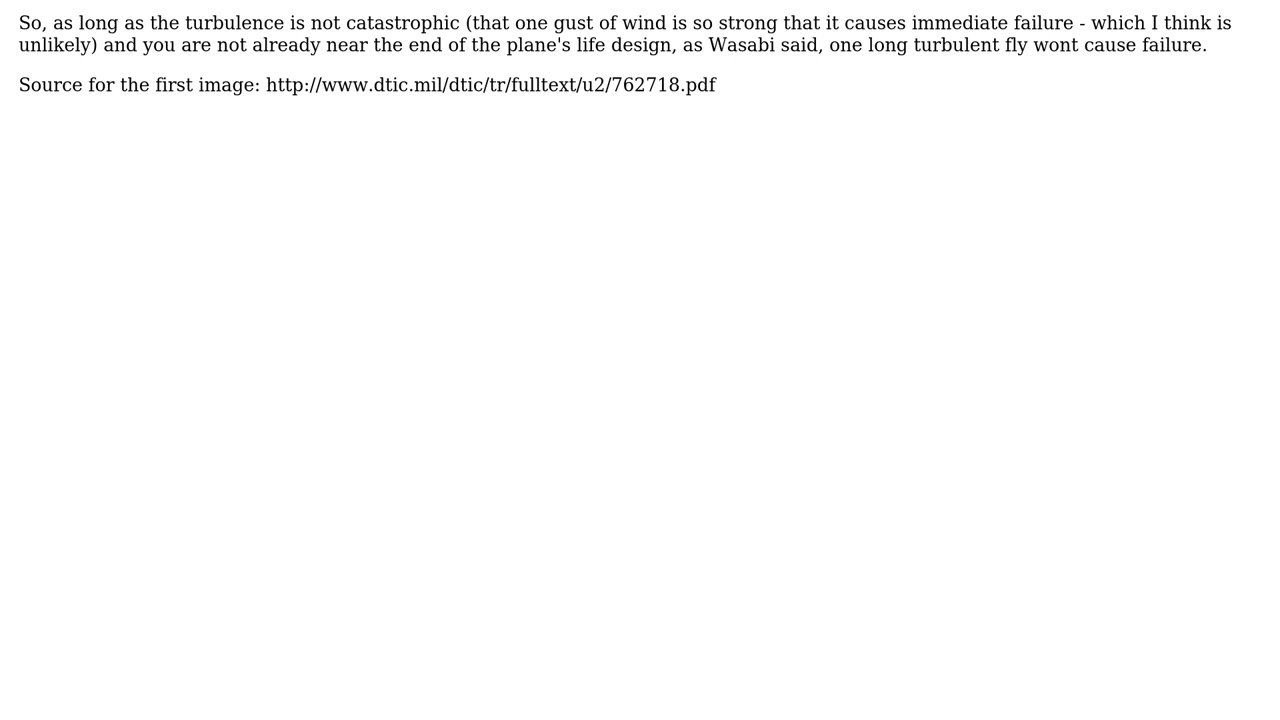 So, as long as the turbulence is not catastrophic (that one gust of wind is so strong that it causes immediate failure - which I think is
unlikely) and you are not already near the end of the plane's life design, as Wasabi said, one long turbulent fly wont cause failure.
Source for the first image: http://www.dtic.mil/dtic/tr/fulltext/u2/762718.pdf